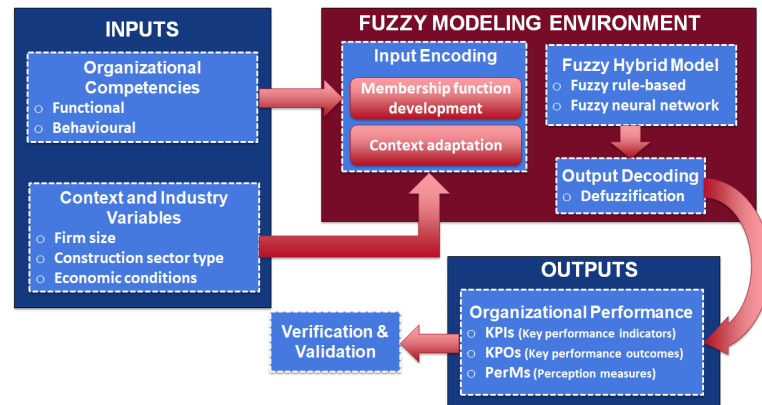 INPUTS
Organizational
Competencies
○ Functional
○ Behavioural
Context and Industry
Variables
○ Firm size
○ Construction sector type
○ Economic conditions
FUZZY MODELING ENVIRONMENT
Input Encoding
Membership function
development
Context adaptation
Fuzzy Hybrid Model
○ Fuzzy rule-based
○ Fuzzy neural network
Output Decoding
○ Defuzzification
OUTPUTS
Organizational Performance
○ KPIs (Key performance indicators)
○ KPOs (Key performance outcomes)
○ PerMs (Perception measures)
Verification &
Validation